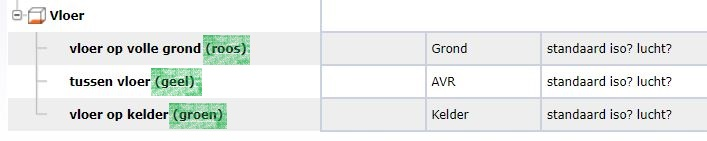 Vloer
vloer op volle grond (roos) Grond standaard iso? lucht?
tussen vloer (geel) AVR standaard iso? lucht?
vloer op kelder (groen) Kelder standaard iso? lucht?